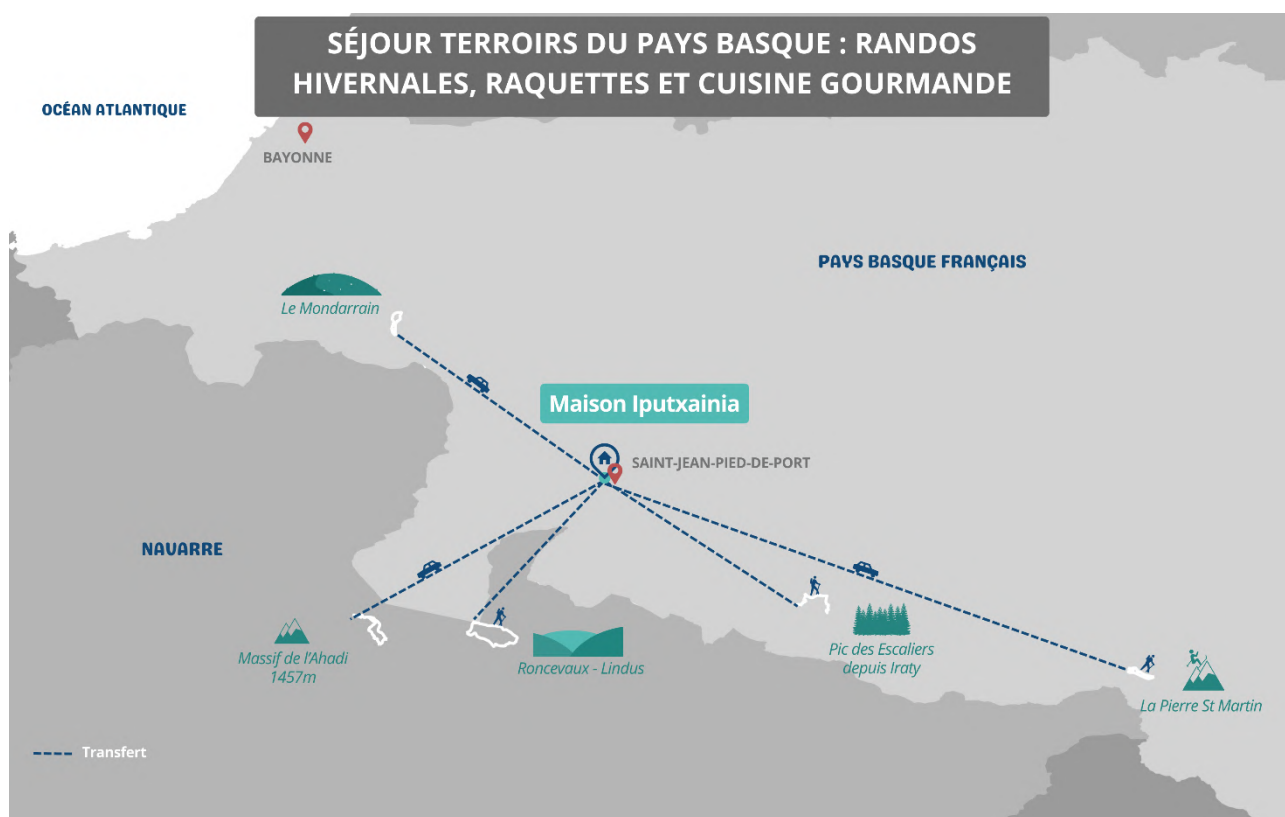 SÉJOUR TERROIRS DU PAYS BASQUE : RANDOS
HIVERNALES, RAQUETTES ET CUISINE GOURMANDE
OCÉAN ATLANTIQUE
BAYONNE
PAYS BASQUE FRANÇAIS
Le Mondarrain
Maison Iputxainia
SAINT-JEAN-PIED-DE-PORT
NAVARRE
Massif de l'Ahadi
1457m
Roncevaux - Lindus
Pic des Escaliers
depuis Iraty
La Pierre St Martin
Transfert